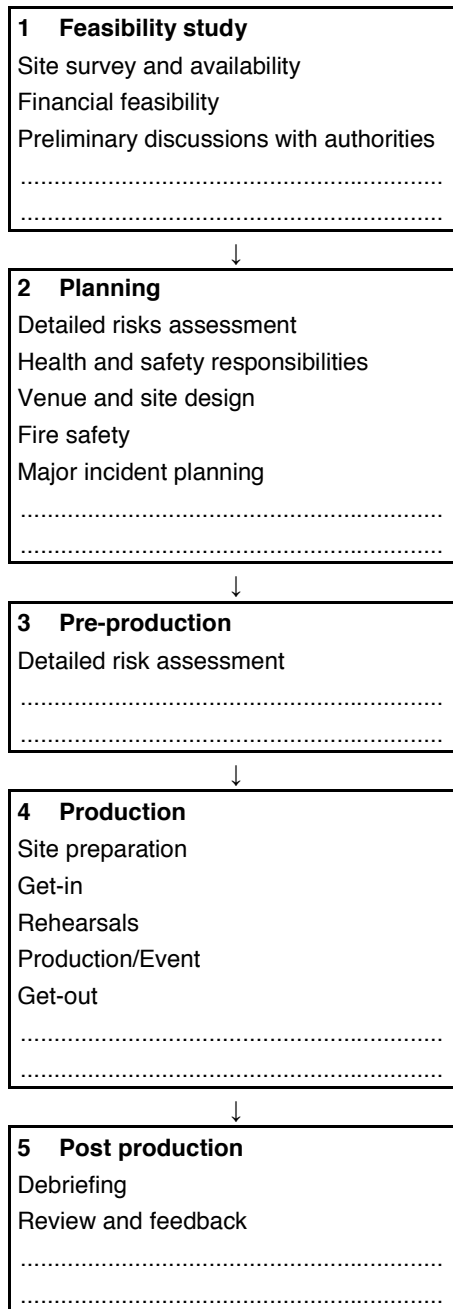 1 Feasibility study
Site survey and availability
Financial feasibility
Preliminary discussions with authorities
...............................................................
...............................................................
↓
2 Planning
Detailed risks assessment
Health and safety responsibilities
Venue and site design
Fire safety
Major incident planning
...............................................................
...............................................................
↓
3 Pre-production
Detailed risk assessment
...............................................................
...............................................................
↓
4 Production
Site preparation
Get-in
Rehearsals
Production/Event
Get-out
...............................................................
...............................................................
↓
5 Post production
Debriefing
Review and feedback
...............................................................
...............................................................